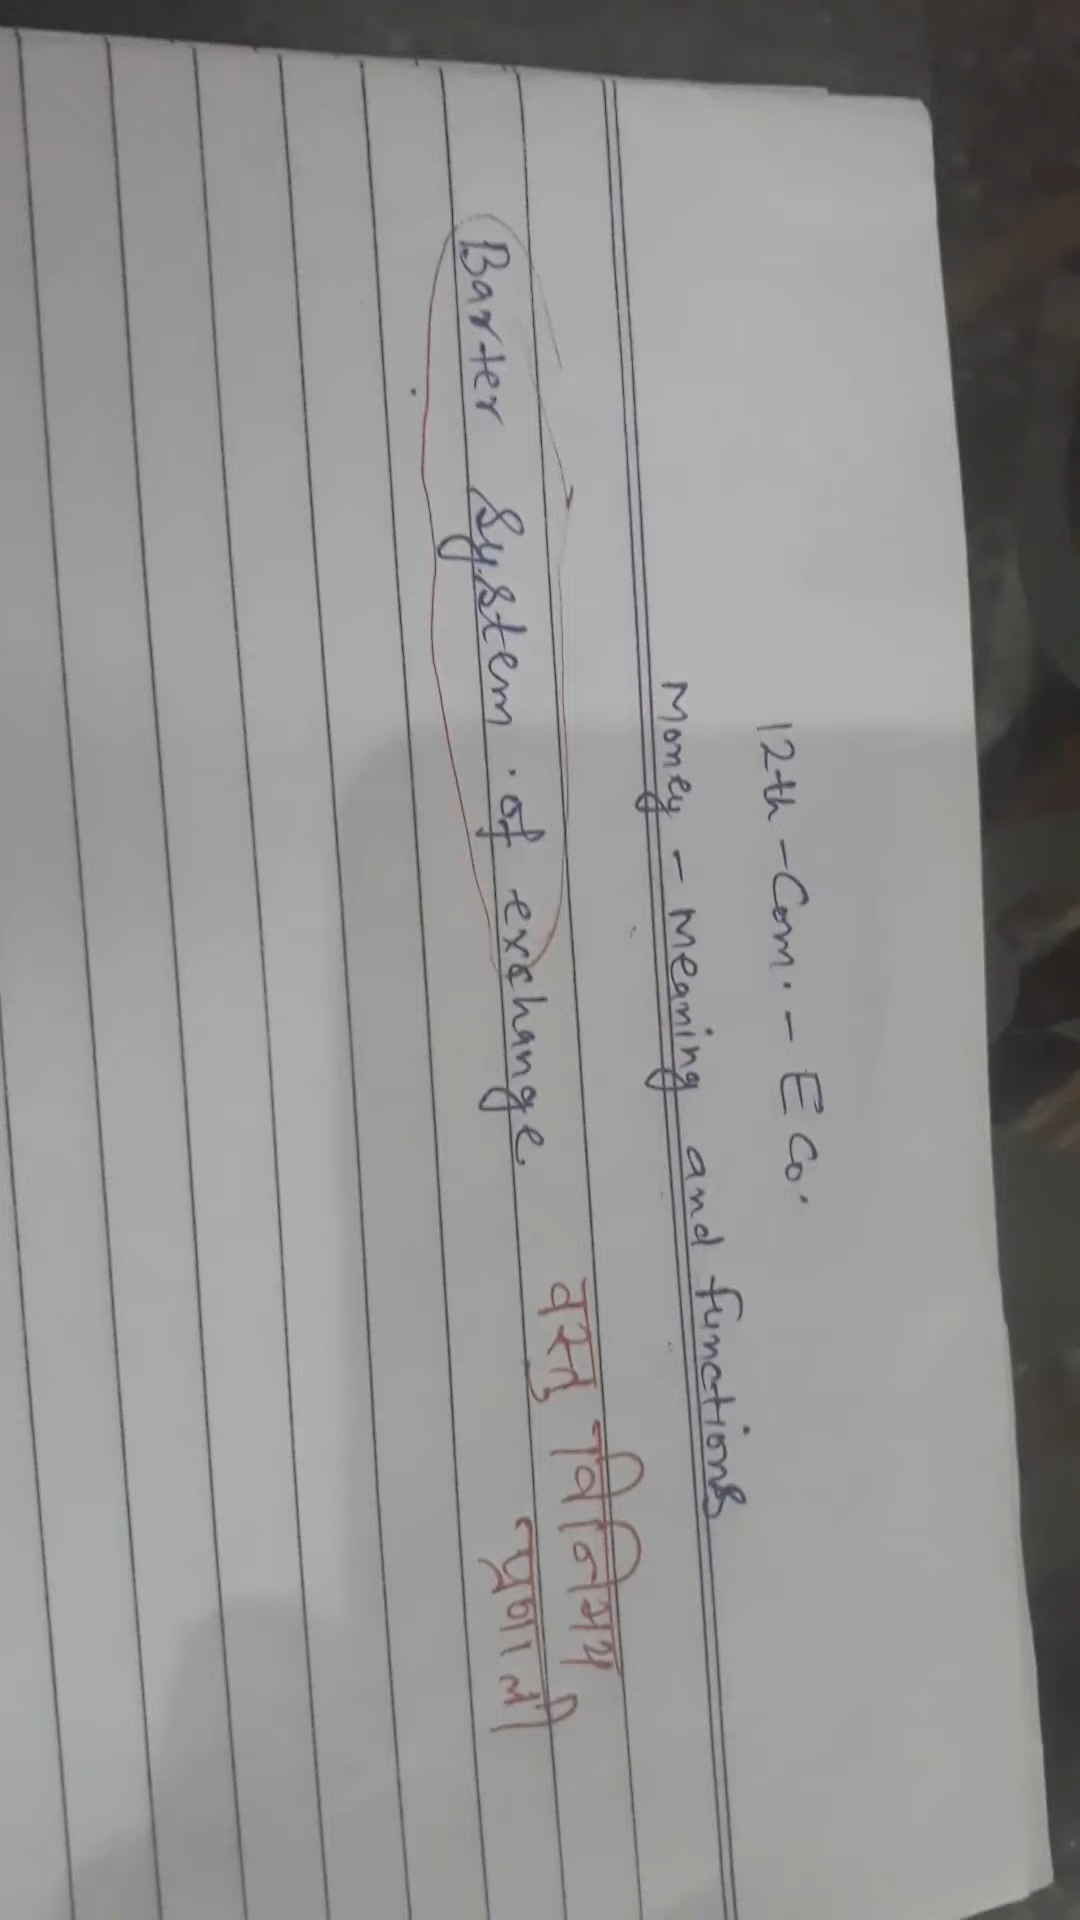 12th - Com. - Eco.
Money - Meaning and functions
Barter System of exchange वस्तु विनिमय
प्रणाली